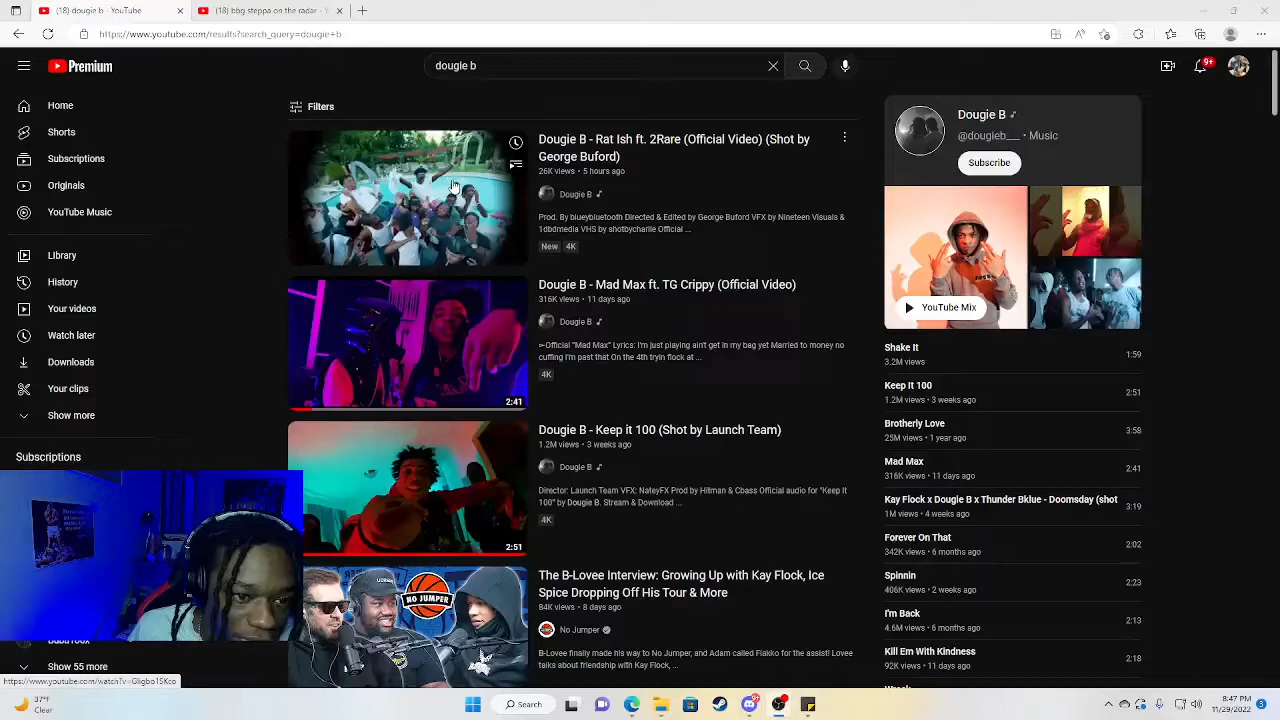 (18) dougie b - YouTube
(18) bbg steppa on the radar - Y
https://www.youtube.com/results?search_query=dougie+b
Premium
dougie b
9+
Home
Shorts
Subscriptions
Originals
YouTube Music
Library
History
Your videos
Watch later
Downloads
Your clips
Show more
Subscriptions
Show 55 more
https://www.youtube.com/watch?v=Gligbo15Kco
Filters
Dougie B - Rat Ish ft. 2Rare (Official Video) (Shot by
George Buford)
26K views • 5 hours ago
Dougie B
Prod. By blueybluetooth Directed & Edited by George Buford VFX by Nineteen Visuals &
1dbdmedia VHS by shotbycharlie Official ...
New 4K
Dougie B - Mad Max ft. TG Crippy (Official Video)
316K views • 11 days ago
Dougie B
➳Official "Mad Max" Lyrics: I'm just playing ain't get in my bag yet Married to money no
cuffing I'm past that On the 4th tryin flock at ...
4K
2:41
Dougie B - Keep it 100 (Shot by Launch Team)
1.2M views • 3 weeks ago
Dougie B
Director: Launch Team VFX: NateyFX Prod by Hillman & Cbass Official audio for "Keep It
100" by Dougie B. Stream & Download ...
4K
2:51
The B-Lovee Interview: Growing Up with Kay Flock, Ice
Spice Dropping Off His Tour & More
84K views • 8 days ago
No Jumper
B-Lovee finally made his way to No Jumper, and Adam called Flakko for the assist! Lovee
talks about friendship with Kay Flock, ...
NO JUMPER
Dougie B
@dougieb___ • Music
Subscribe
YouTube Mix
Shake It
3.2M views
1:59
Keep It 100
1.2M views • 3 weeks ago
2:51
Brotherly Love
25M views • 1 year ago
3:58
Mad Max
316K views • 11 days ago
2:41
Kay Flock x Dougie B x Thunder Bklue - Doomsday (shot
1M views • 4 weeks ago
3:19
Forever On That
342K views • 6 months ago
2:02
Spinnin
406K views • 2 weeks ago
2:23
I'm Back
4.6M views • 6 months ago
2:13
Kill Em With Kindness
92K views • 11 days ago
2:18
37°F
Clear
Search
8:47 PM
11/29/2022
3